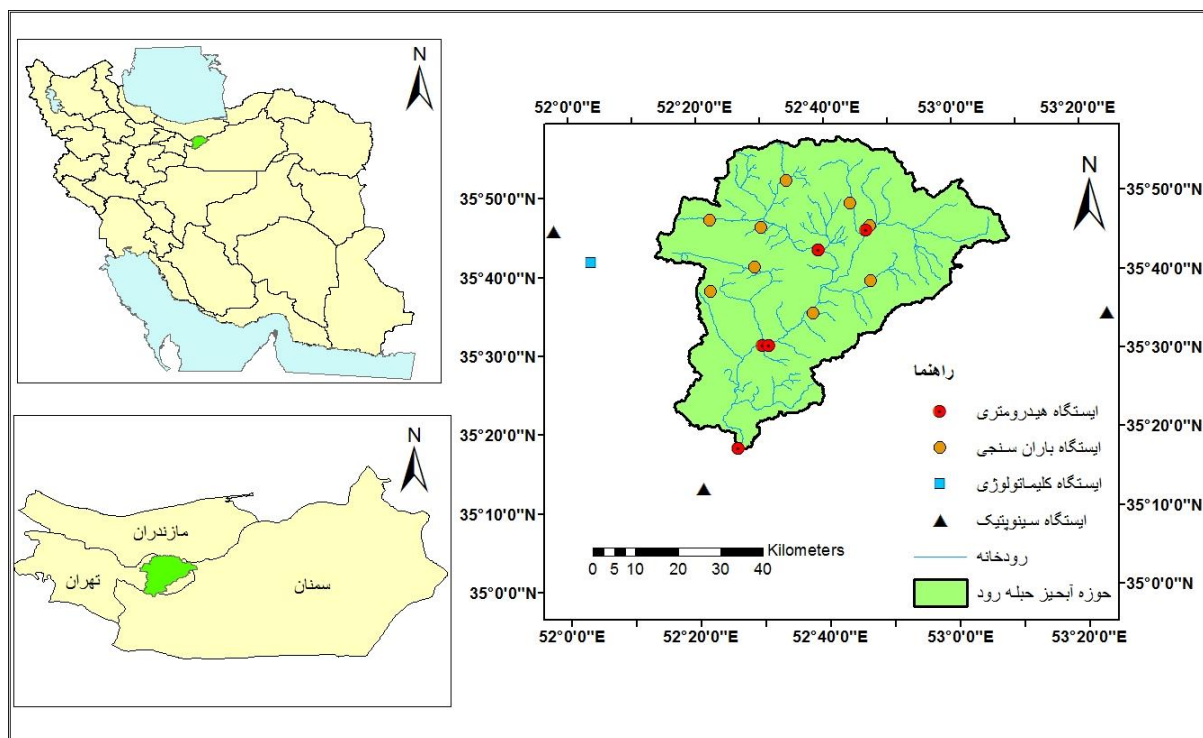 N
N
مازندران
تهران
سمنان
52°0'0"E 52°20'0"E 52°40'0"E 53°0'0"E 53°20'0"E
35°50'0"N 35°50'0"N
35°40'0"N 35°40'0"N
35°30'0"N 35°30'0"N
35°20'0"N 35°20'0"N
35°10'0"N 35°10'0"N
35°0'0"N 35°0'0"N
N
راهنما
ایستگاه هیدرومتری
ایستگاه باران سنجی
ایستگاه کلیماتولوژی
ایستگاه سینوپتیک
رودخانه
حوزه آبحیز حبله رود
Kilometers
0 5 10 20 30 40
52°0'0"E 52°20'0"E 52°40'0"E 53°0'0"E 53°20'0"E